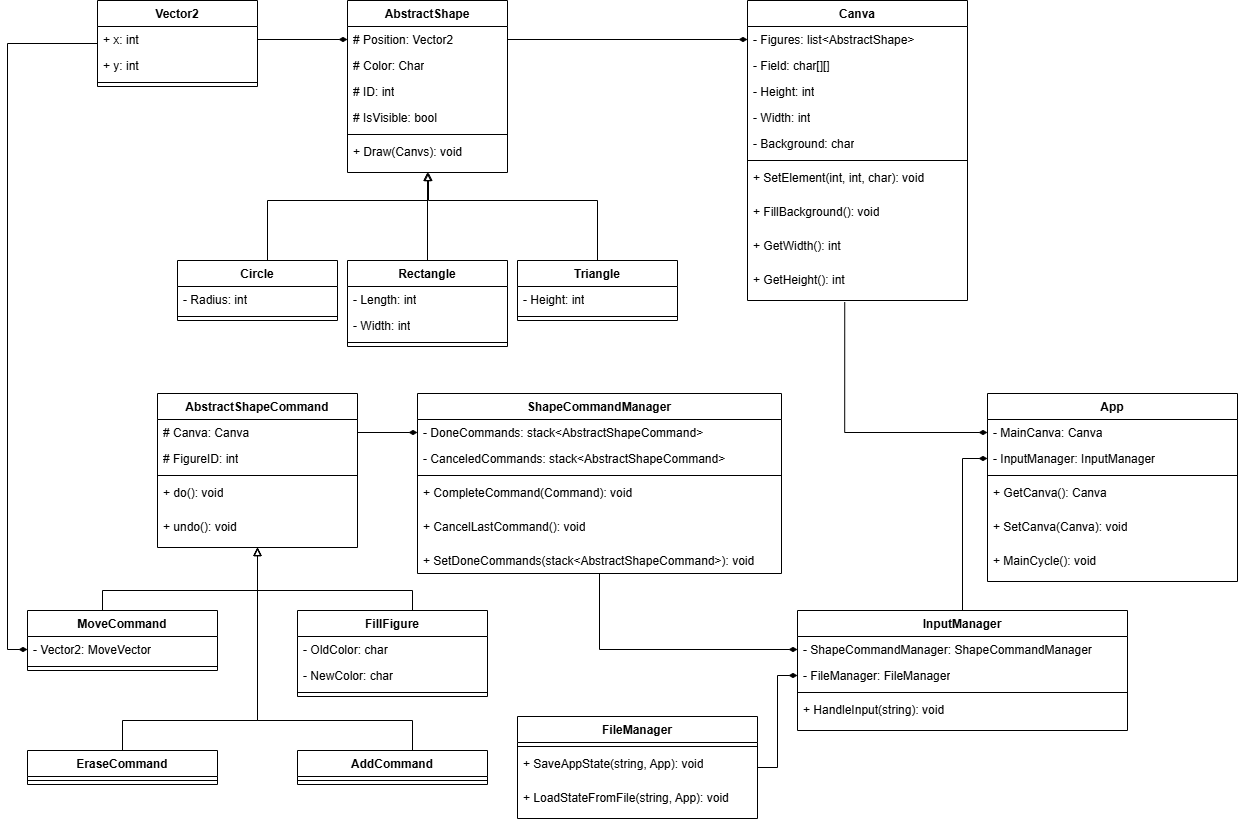 Vector2
+ x: int
+ y: int
AbstractShape
# Position: Vector2
# Color: Char
# ID: int
# IsVisible: bool
+ Draw(Canvs): void
Canva
- Figures: list<AbstractShape>
- Field: char[][]
- Height: int
- Width: int
- Background: char
+ SetElement(int, int, char): void
+ FillBackground(): void
+ GetWidth(): int
+ GetHeight(): int
Circle
- Radius: int
Rectangle
- Length: int
- Width: int
Triangle
- Height: int
AbstractShapeCommand
# Canva: Canva
# FigureID: int
+ do(): void
+ undo(): void
ShapeCommandManager
- DoneCommands: stack<AbstractShapeCommand>
- CanceledCommands: stack<AbstractShapeCommand>
+ CompleteCommand(Command): void
+ CancelLastCommand(): void
+ SetDoneCommands(stack<AbstractShapeCommand>): void
App
- MainCanva: Canva
- InputManager: InputManager
+ GetCanva(): Canva
+ SetCanva(Canva): void
+ MainCycle(): void
MoveCommand
- Vector2: MoveVector
FillFigure
- OldColor: char
- NewColor: char
InputManager
- ShapeCommandManager: ShapeCommandManager
- FileManager: FileManager
+ HandleInput(string): void
EraseCommand
AddCommand
FileManager
+ SaveAppState(string, App): void
+ LoadStateFromFile(string, App): void